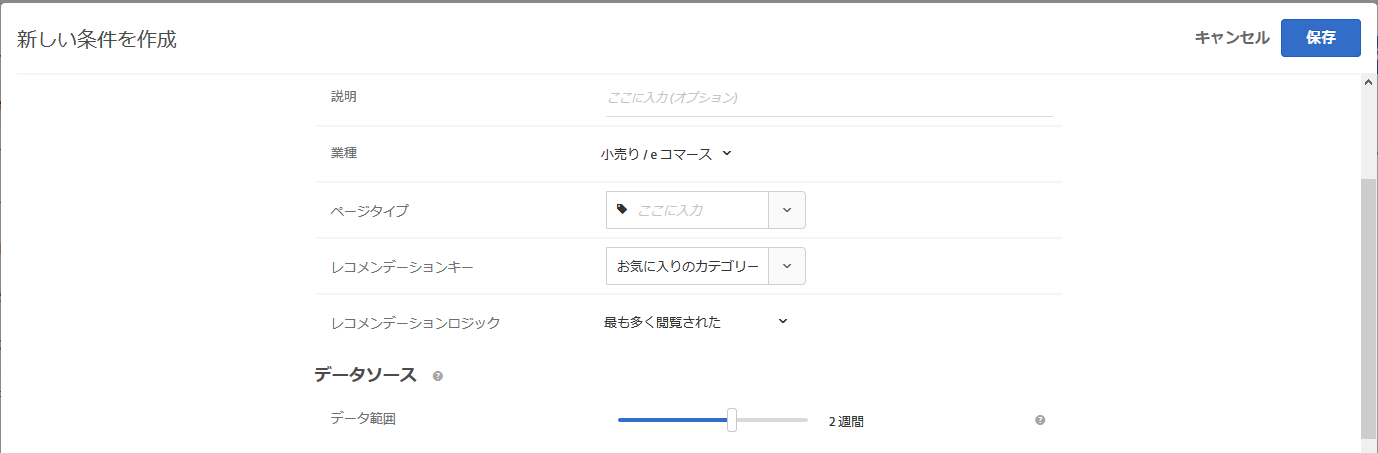 新しい条件を作成
キャンセル
保存
説明
ここに入力 (オプション)
業種
小売り / e コマース
ページタイプ
ここに入力
レコメンデーションキー
お気に入りのカテゴリー
レコメンデーションロジック
最も多く閲覧された
データソース
データ範囲
2 週間